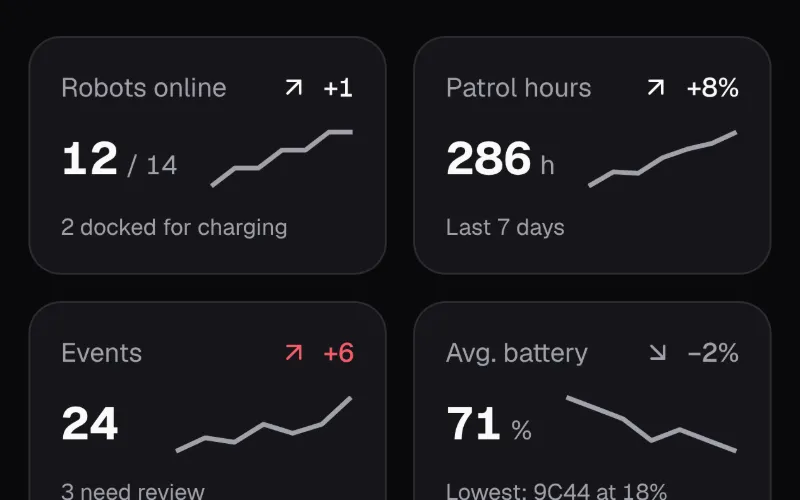 Robots online ↗ +1
12 / 14
2 docked for charging
Patrol hours ↗ +8%
286 h
Last 7 days
Events ↗ +6
24
3 need review
Avg. battery ↘ −2%
71 %
Lowest: 9C44 at 18%